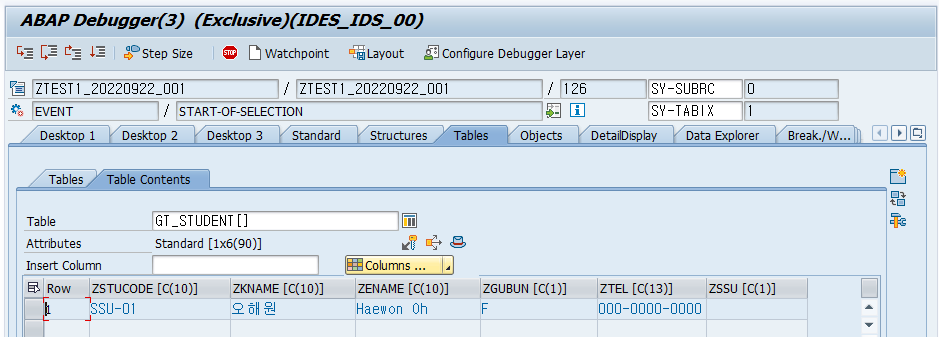 ABAP Debugger(3) (Exclusive)(IDES_IDS_00)
Step Size STOP Watchpoint Layout Configure Debugger Layer
ZTEST1_20220922_001 / ZTEST1_20220922_001 / 126 SY-SUBRC 0
EVENT / START-OF-SELECTION SY-TABIX 1
Desktop 1 Desktop 2 Desktop 3 Standard Structures Tables Objects DetailDisplay Data Explorer Break./W...
Tables Table Contents
Table GT_STUDENT[]
Attributes Standard [1x6(90)]
Insert Column Columns ...
Row ZSTUCODE [C(10)] ZKNAME [C(10)] ZENAME [C(10)] ZGUBUN [C(1)] ZTEL [C(13)] ZSSU [C(1)]
1 SSU-01 오해원 Haewon Oh F 000-0000-0000